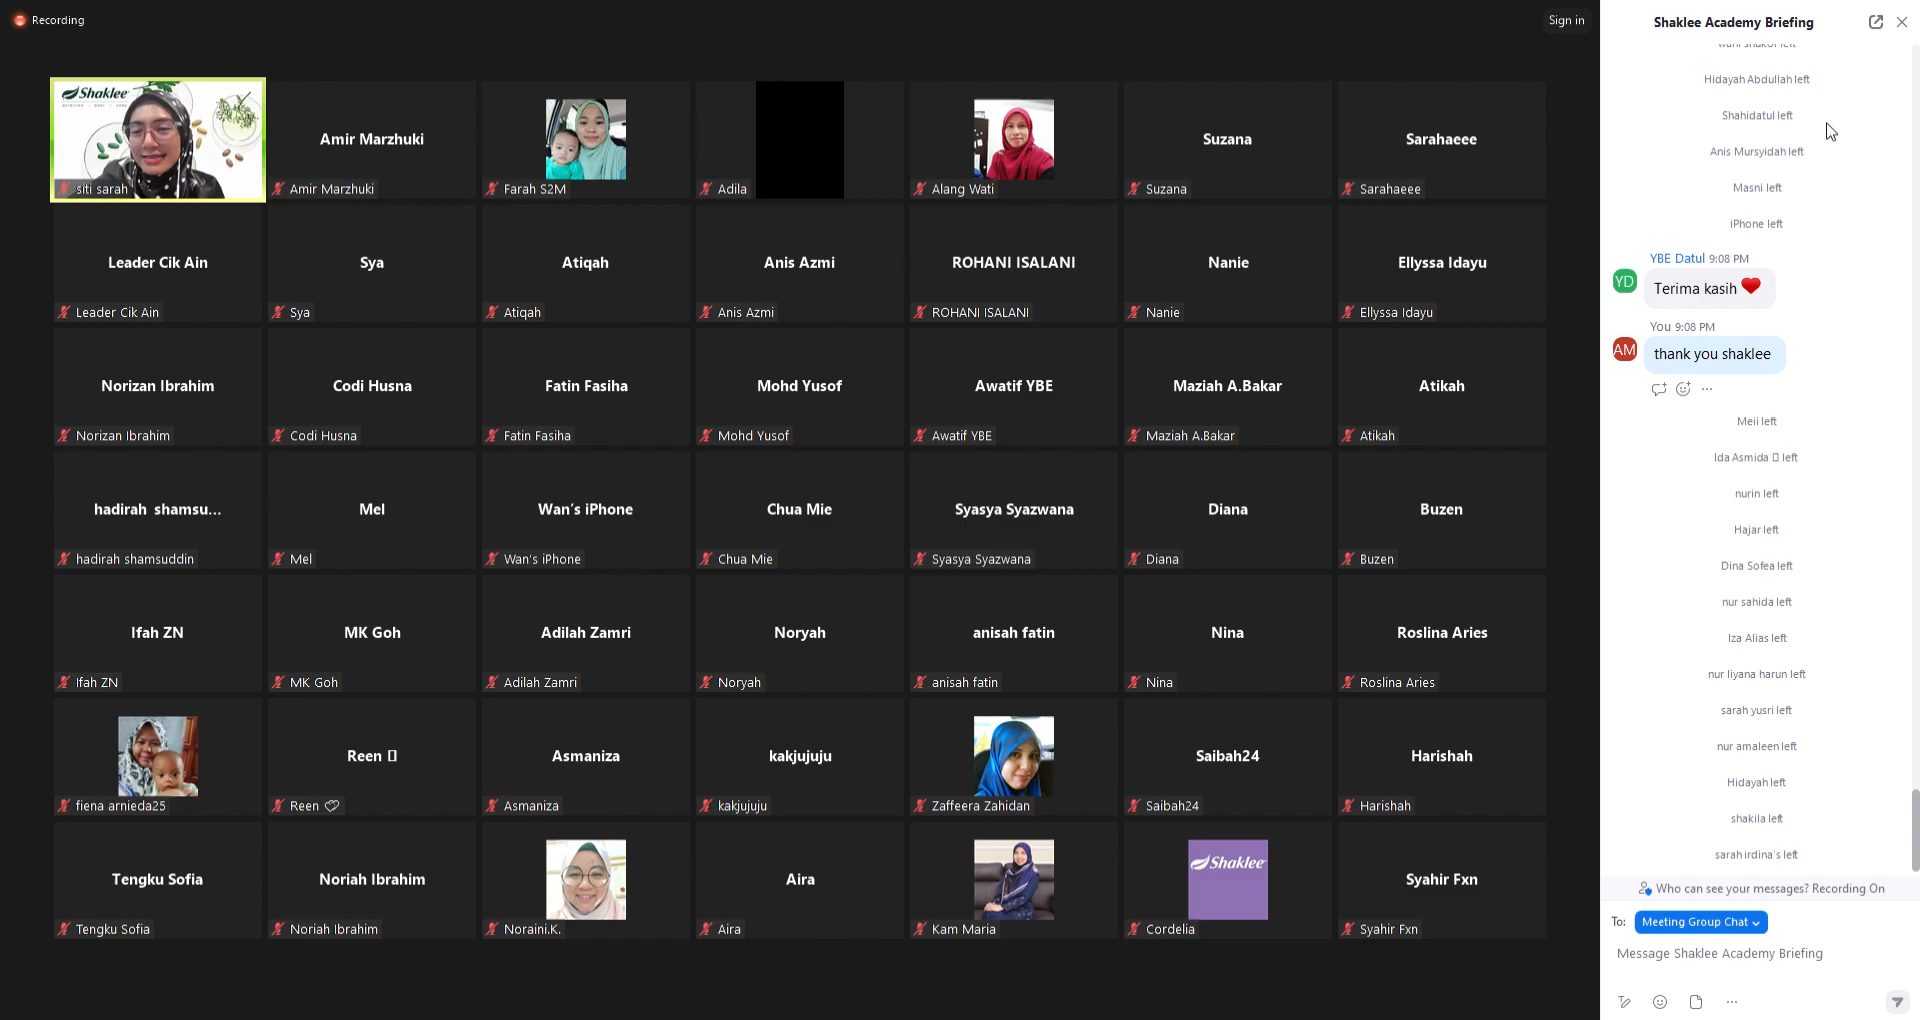 Recording
Sign in
Shaklee
siti sarah
Amir Marzhuki
Amir Marzhuki
Farah S2M
Adila
Alang Wati
Suzana
Suzana
Sarahaeee
Sarahaeee
Leader Cik Ain
Leader Cik Ain
Sya
Sya
Atiqah
Atiqah
Anis Azmi
Anis Azmi
ROHANI ISALANI
ROHANI ISALANI
Nanie
Nanie
Ellyssa Idayu
Ellyssa Idayu
Norizan Ibrahim
Norizan Ibrahim
Codi Husna
Codi Husna
Fatin Fasiha
Fatin Fasiha
Mohd Yusof
Mohd Yusof
Awatif YBE
Awatif YBE
Maziah A.Bakar
Maziah A.Bakar
Atikah
Atikah
hadirah shamsu...
hadirah shamsuddin
Mel
Mel
Wan’s iPhone
Wan's iPhone
Chua Mie
Chua Mie
Syasya Syazwana
Syasya Syazwana
Diana
Diana
Buzen
Buzen
Ifah ZN
Ifah ZN
MK Goh
MK Goh
Adilah Zamri
Adilah Zamri
Noryah
Noryah
anisah fatin
anisah fatin
Nina
Nina
Roslina Aries
Roslina Aries
fiena arnieda25
Reen
Reen
Asmaniza
Asmaniza
kakjujuju
kakjujuju
Zaffeera Zahidan
Saibah24
Saibah24
Harishah
Harishah
Tengku Sofia
Tengku Sofia
Noriah Ibrahim
Noriah Ibrahim
Noraini.K.
Aira
Aira
Kam Maria
Shaklee
Cordelia
Syahir Fxn
Syahir Fxn
Shaklee Academy Briefing
Hidayah Abdullah left
Shahidatul left
Anis Mursyidah left
Masni left
iPhone left
YBE Datul 9:08 PM
YD
Terima kasih ❤
You 9:08 PM
AM
thank you shaklee
Meii left
Ida Asmida left
nurin left
Hajar left
Dina Sofea left
nur sahida left
Iza Alias left
nur liyana harun left
sarah yusri left
nur amaleen left
Hidayah left
shakila left
sarah irdina's left
Who can see your messages? Recording On
To: Meeting Group Chat
Message Shaklee Academy Briefing